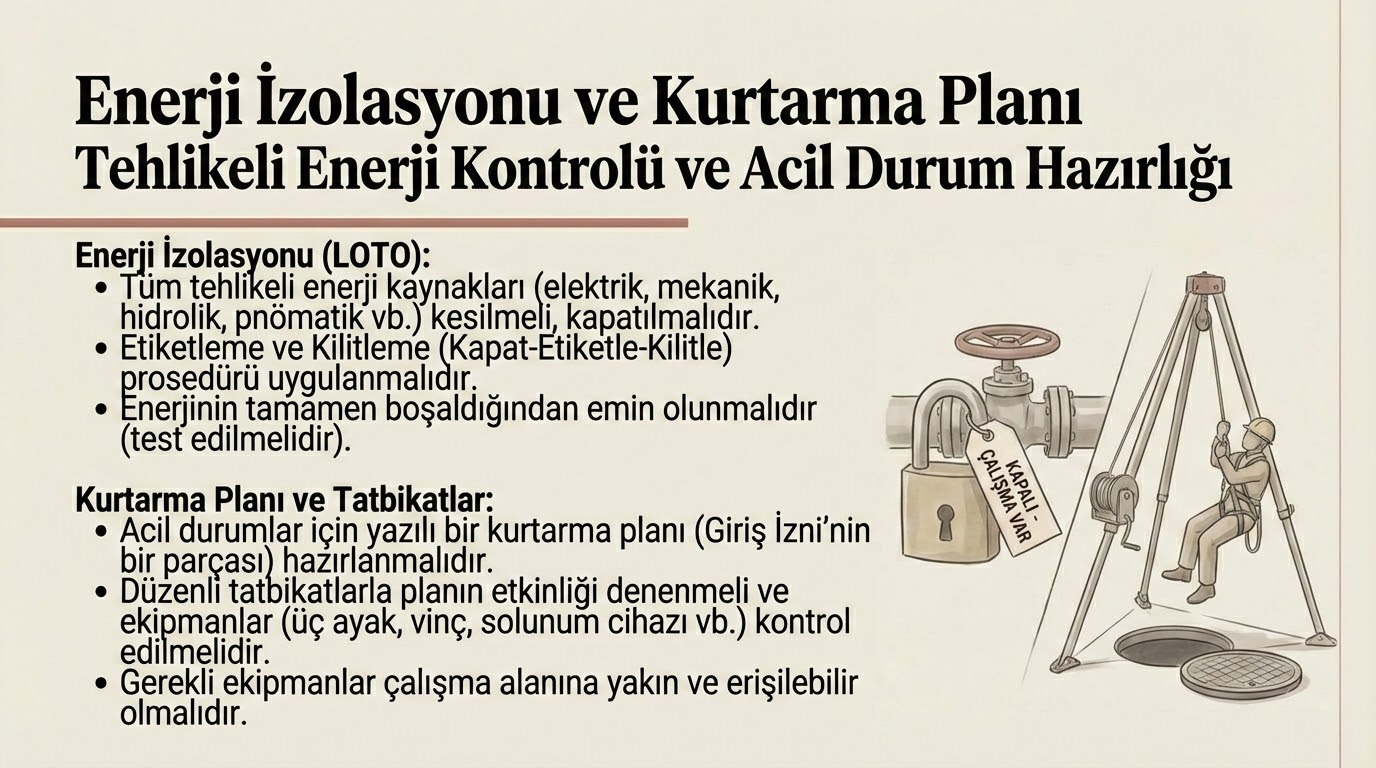 Enerji İzolasyonu ve Kurtarma Planı
Tehlikeli Enerji Kontrolü ve Acil Durum Hazırlığı
Enerji İzolasyonu (LOTO):
• Tüm tehlikeli enerji kaynakları (elektrik, mekanik,
hidrolik, pnömatik vb.) kesilmeli, kapatılmalıdır.
• Etiketleme ve Kilitleme (Kapat-Etiketle-Kilitle)
prosedürü uygulanmalıdır.
• Enerjinin tamamen boşaldığından emin olunmalıdır
(test edilmelidir).
Kurtarma Planı ve Tatbikatlar:
• Acil durumlar için yazılı bir kurtarma planı (Giriş İzni’nin
bir parçası) hazırlanmalıdır.
• Düzenli tatbikatlarla planın etkinliği denenmeli ve
ekipmanlar (üç ayak, vinç, solunum cihazı vb.) kontrol
edilmelidir.
• Gerekli ekipmanlar çalışma alanına yakın ve erişilebilir
olmalıdır.
KAPALI -
ÇALIŞMA VAR